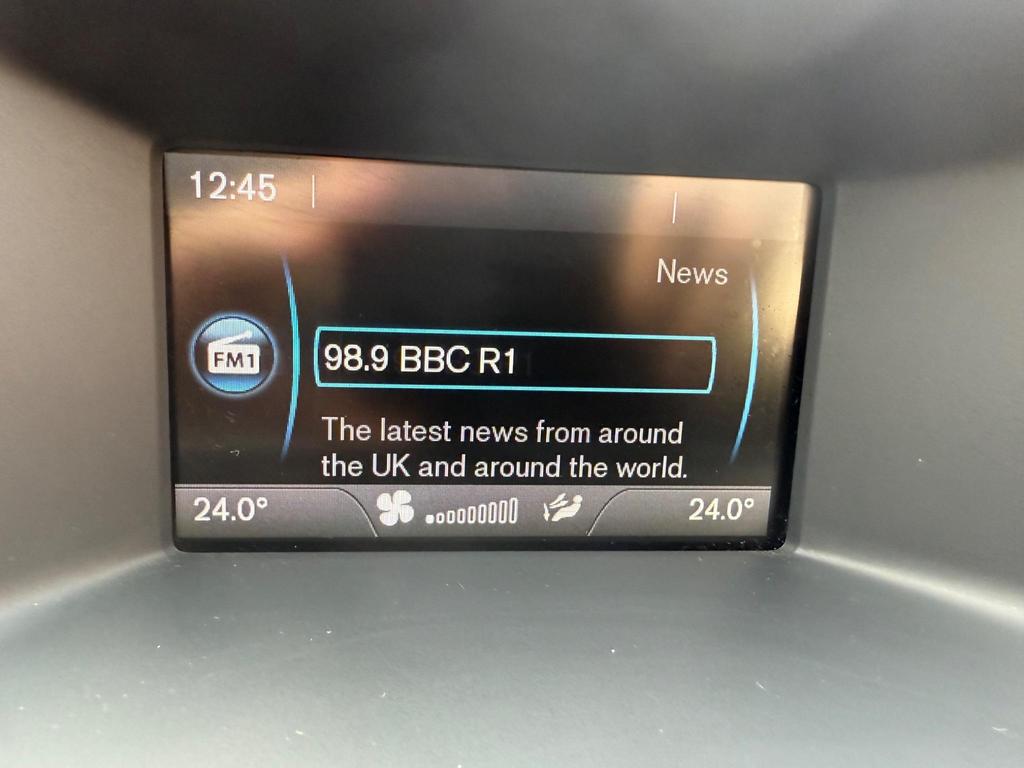 12:45
News
FM1
98.9 BBC R1
The latest news from around
the UK and around the world.
24.0°
24.0°